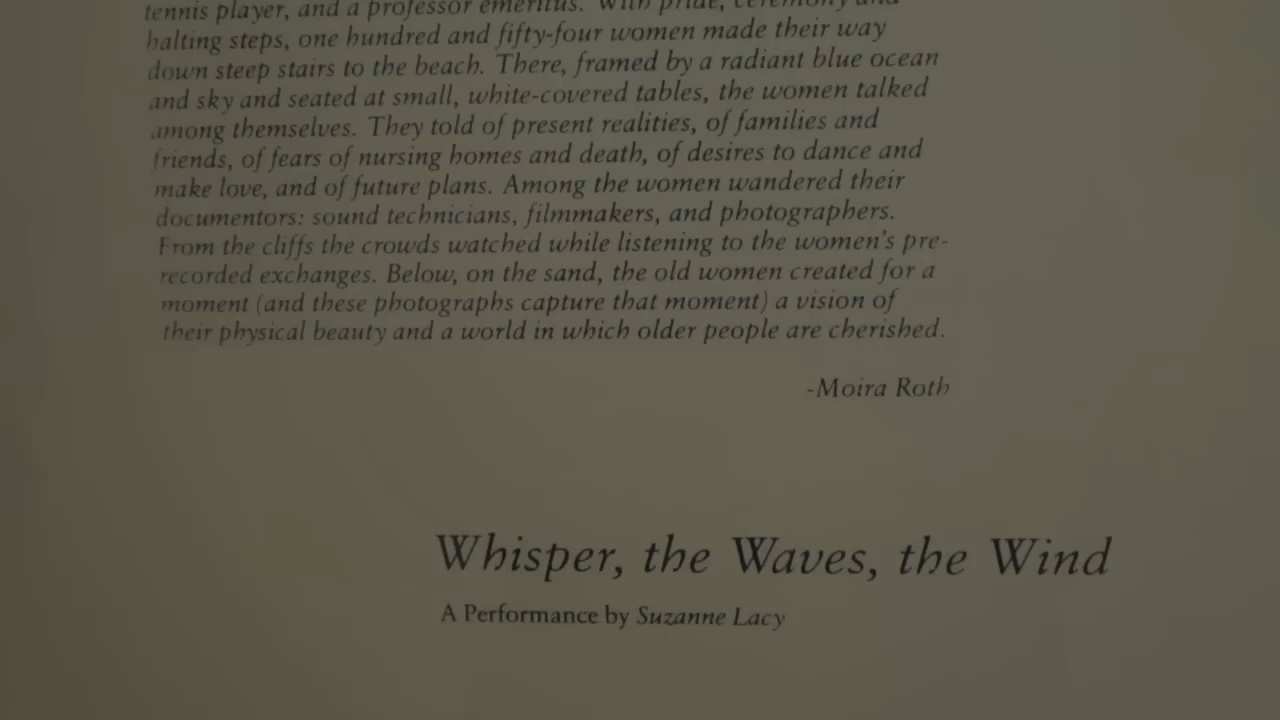 tennis player, and a professor emeritus. With pride, ceremony and
halting steps, one hundred and fifty-four women made their way
down steep stairs to the beach. There, framed by a radiant blue ocean
and sky and seated at small, white-covered tables, the women talked
among themselves. They told of present realities, of families and
friends, of fears of nursing homes and death, of desires to dance and
make love, and of future plans. Among the women wandered their
documentors: sound technicians, filmmakers, and photographers.
From the cliffs the crowds watched while listening to the women's pre-
recorded exchanges. Below, on the sand, the old women created for a
moment (and these photographs capture that moment) a vision of
their physical beauty and a world in which older people are cherished.
-Moira Roth
Whisper, the Waves, the Wind
A Performance by Suzanne Lacy